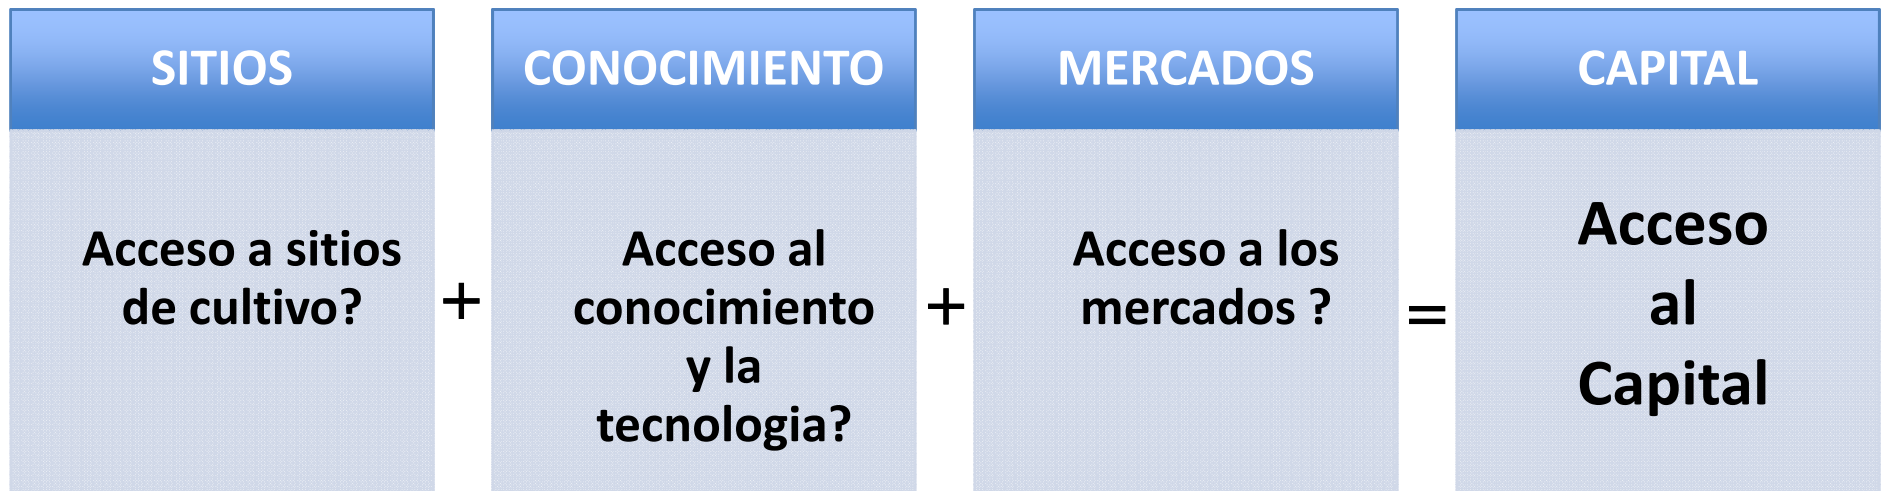 SITIOS
Acceso a sitios
de cultivo?
+
CONOCIMIENTO
Acceso al
conocimiento
y la
tecnologia?
+
MERCADOS
Acceso a los
mercados ?
=
CAPITAL
Acceso
al
Capital